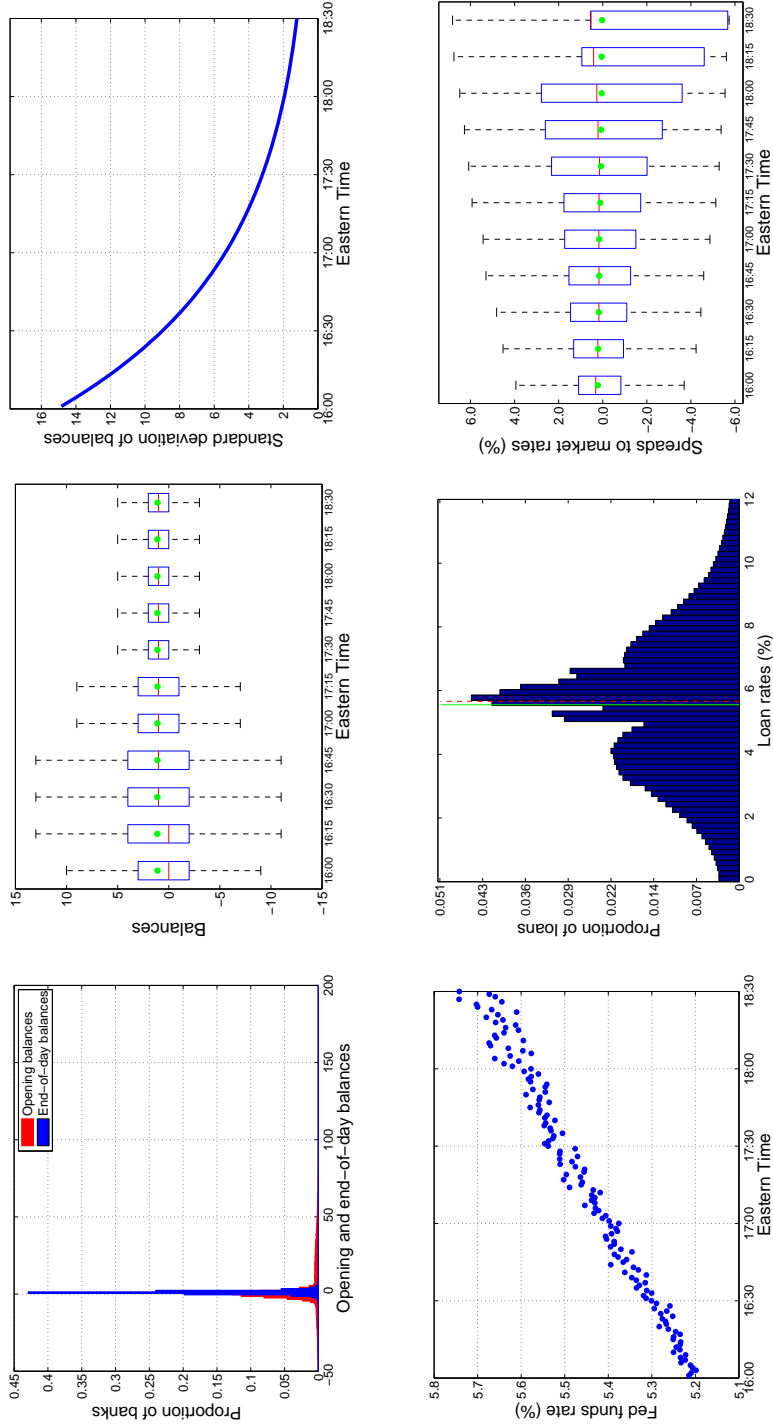 0.45
0.4
0.35
0.3
0.25
0.2
0.15
0.1
0.05
0
Proportion of banks
Opening balances
End-of-day balances
−50 0 50 100 150 200
Opening and end-of-day balances
15
10
5
0
−5
−10
−15
Balances
16:00 16:15 16:30 16:45 17:00 17:15 17:30 17:45 18:00 18:15 18:30
Eastern Time
16
14
12
10
8
6
4
2
0
Standard deviation of balances
16:00 16:30 17:00 17:30 18:00 18:30
Eastern Time
5.8
5.7
5.6
5.5
5.4
5.3
5.2
5.1
Fed funds rate (%)
16:00 16:30 17:00 17:30 18:00 18:30
Eastern Time
0.051
0.043
0.036
0.029
0.022
0.014
0.007
0
Proportion of loans
0 2 4 6 8 10 12
Loan rates (%)
6.0
4.0
2.0
0.0
−2.0
−4.0
−6.0
Spreads to market rates (%)
16:00 16:15 16:30 16:45 17:00 17:15 17:30 17:45 18:00 18:15 18:30
Eastern Time